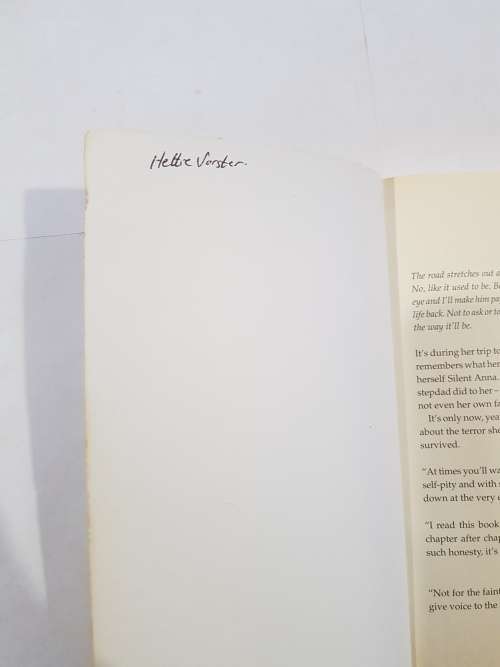 Hettie Vorster.
The road stretches out a
No, like it used to be. B
eye and I'll make him pa
life back. Not to ask or to
the way it'll be.
It's during her trip to
remembers what her
herself Silent Anna.
stepdad did to her –
not even her own fa
It's only now, yea
about the terror she
survived.
"At times you'll wa
self-pity and with
down at the very
"I read this book
chapter after chap
such honesty, it's
"Not for the faint
give voice to the